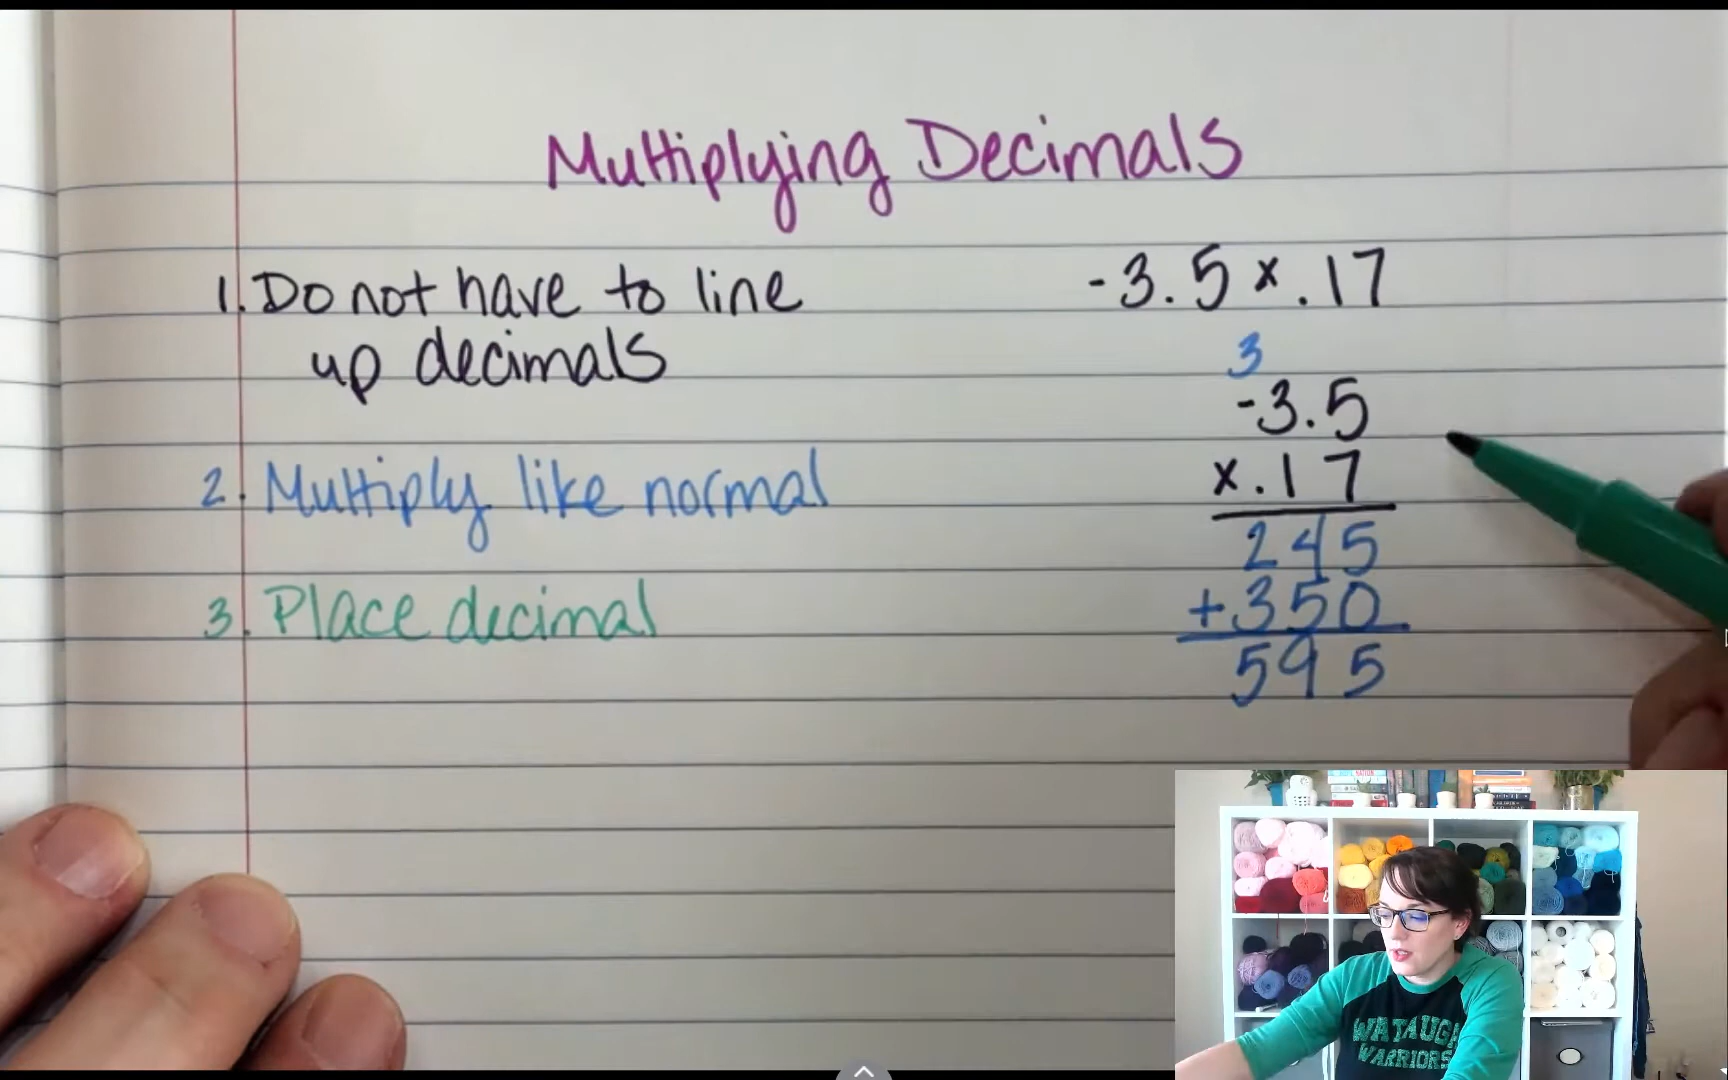 Multiplying Decimals
1. Do not have to line
up decimals
2. Multiply like normal
3. Place decimal
-3.5 x .17
3
-3.5
x .17
245
+350
595
WATAUGA
WARRIORS